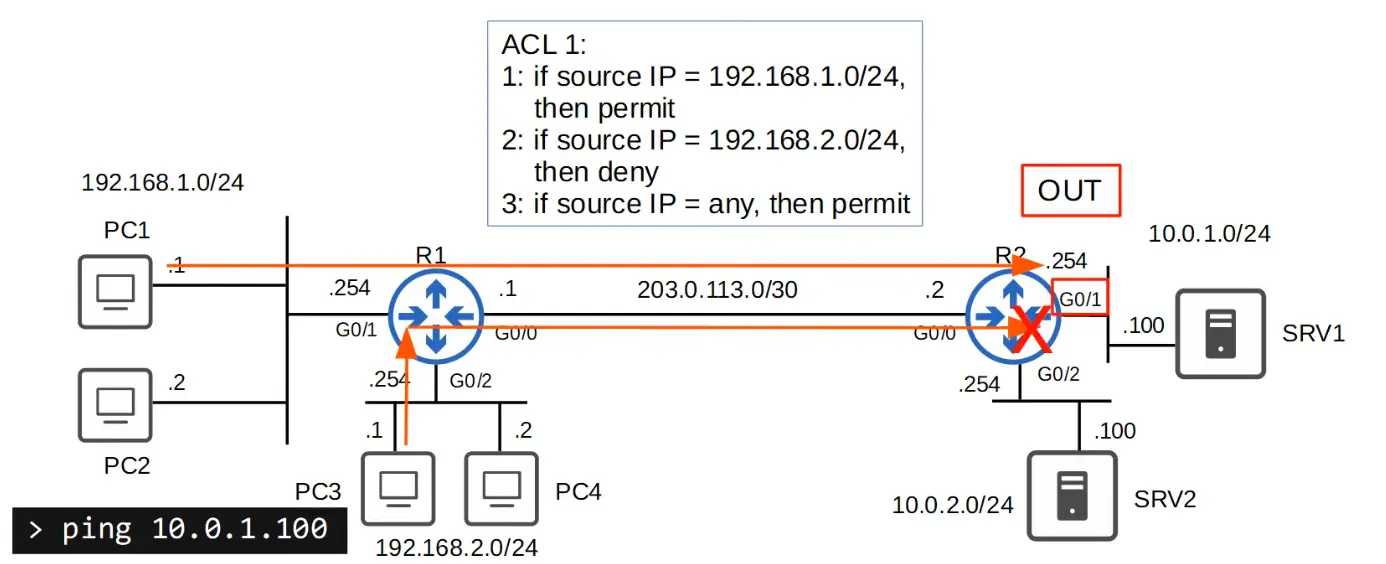 ACL 1:
1: if source IP = 192.168.1.0/24,
then permit
2: if source IP = 192.168.2.0/24,
then deny
3: if source IP = any, then permit
OUT
192.168.1.0/24
10.0.1.0/24
PC1
R1
R2
.1
.254
.1
203.0.113.0/30
.2
.254
G0/1
G0/0
G0/0
G0/1
.100
SRV1
.2
.254
G0/2
.254
G0/2
PC2
.1
.2
.100
PC3
PC4
10.0.2.0/24
SRV2
> ping 10.0.1.100
192.168.2.0/24